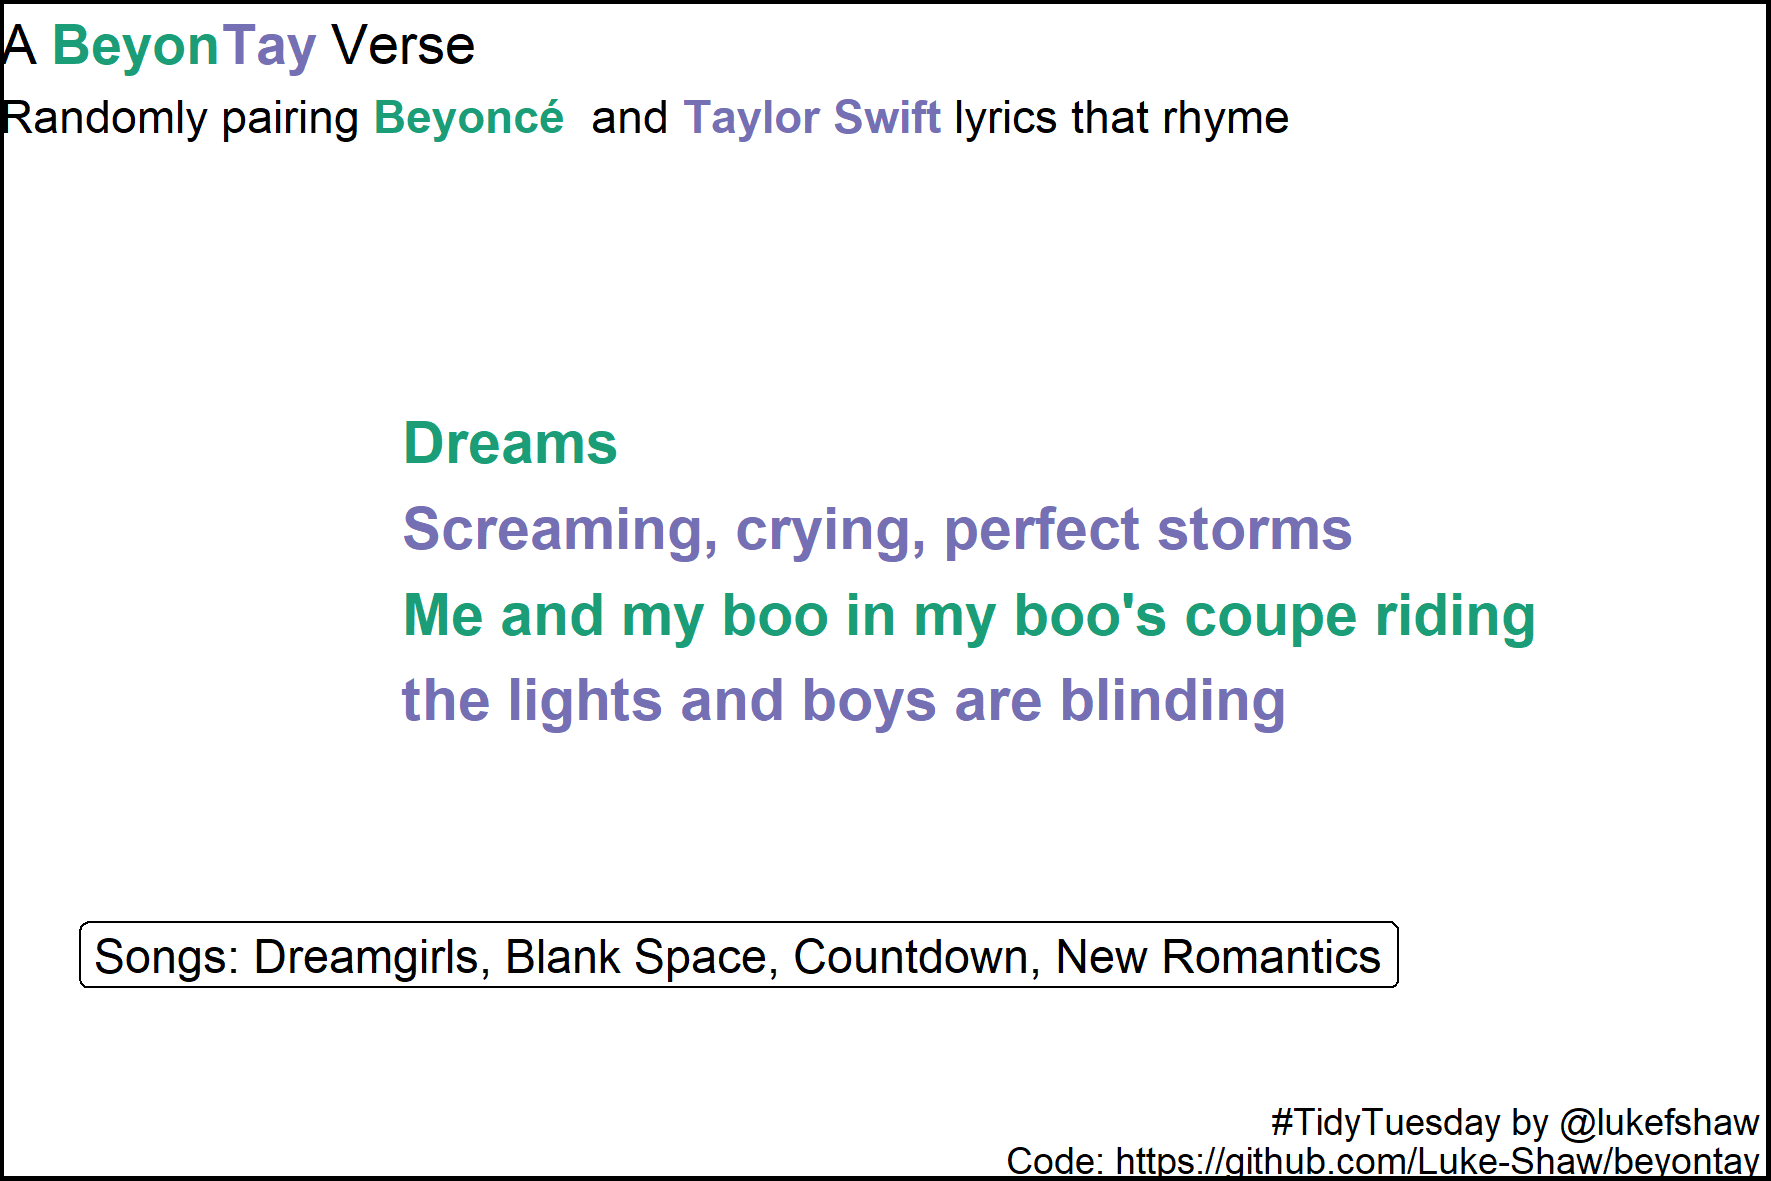 A BeyonTay Verse
Randomly pairing Beyoncé and Taylor Swift lyrics that rhyme
Dreams
Screaming, crying, perfect storms
Me and my boo in my boo's coupe riding
the lights and boys are blinding
Songs: Dreamgirls, Blank Space, Countdown, New Romantics
#TidyTuesday by @lukefshaw
Code: https://github.com/Luke-Shaw/beyontay